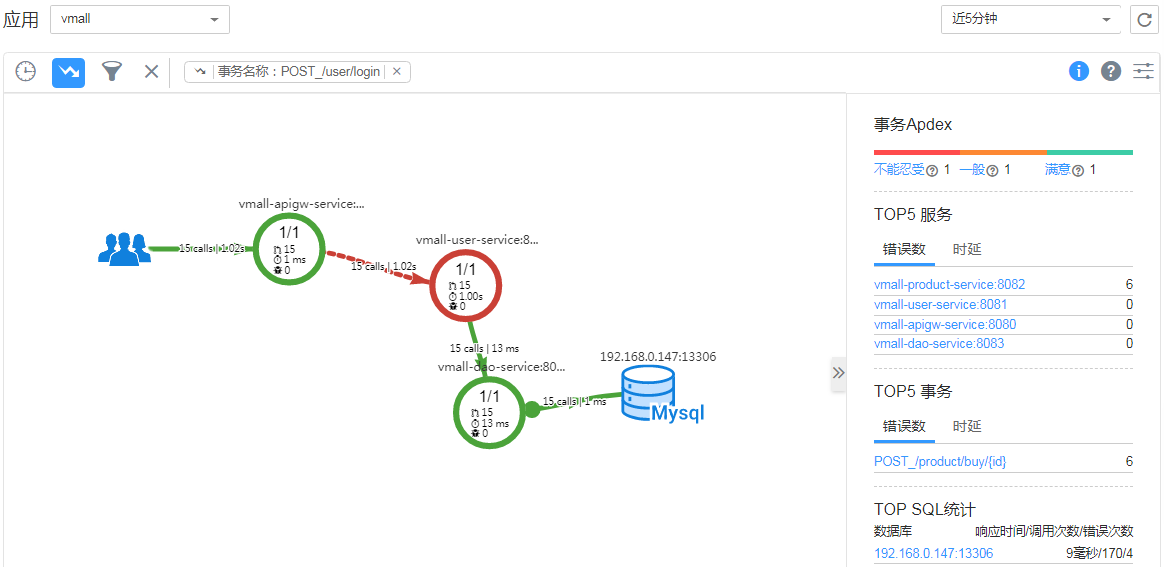 应用 vmall 近5分钟
事务名称：POST_/user/login
vmall-apigw-service:...
1/1
15
1 ms
0
15 calls | 1.02s
15 calls | 1.02s
vmall-user-service:8...
1/1
15
1.00s
0
15 calls | 13 ms
vmall-dao-service:80...
1/1
15
13 ms
0
15 calls | 1 ms
192.168.0.147:13306
Mysql
事务Apdex
不能忍受 1 一般 1 满意 1
TOP5 服务
错误数 时延
vmall-product-service:8082 6
vmall-user-service:8081 0
vmall-apigw-service:8080 0
vmall-dao-service:8083 0
TOP5 事务
错误数 时延
POST_/product/buy/{id} 6
TOP SQL统计
数据库 响应时间/调用次数/错误次数
192.168.0.147:13306 9毫秒/170/4